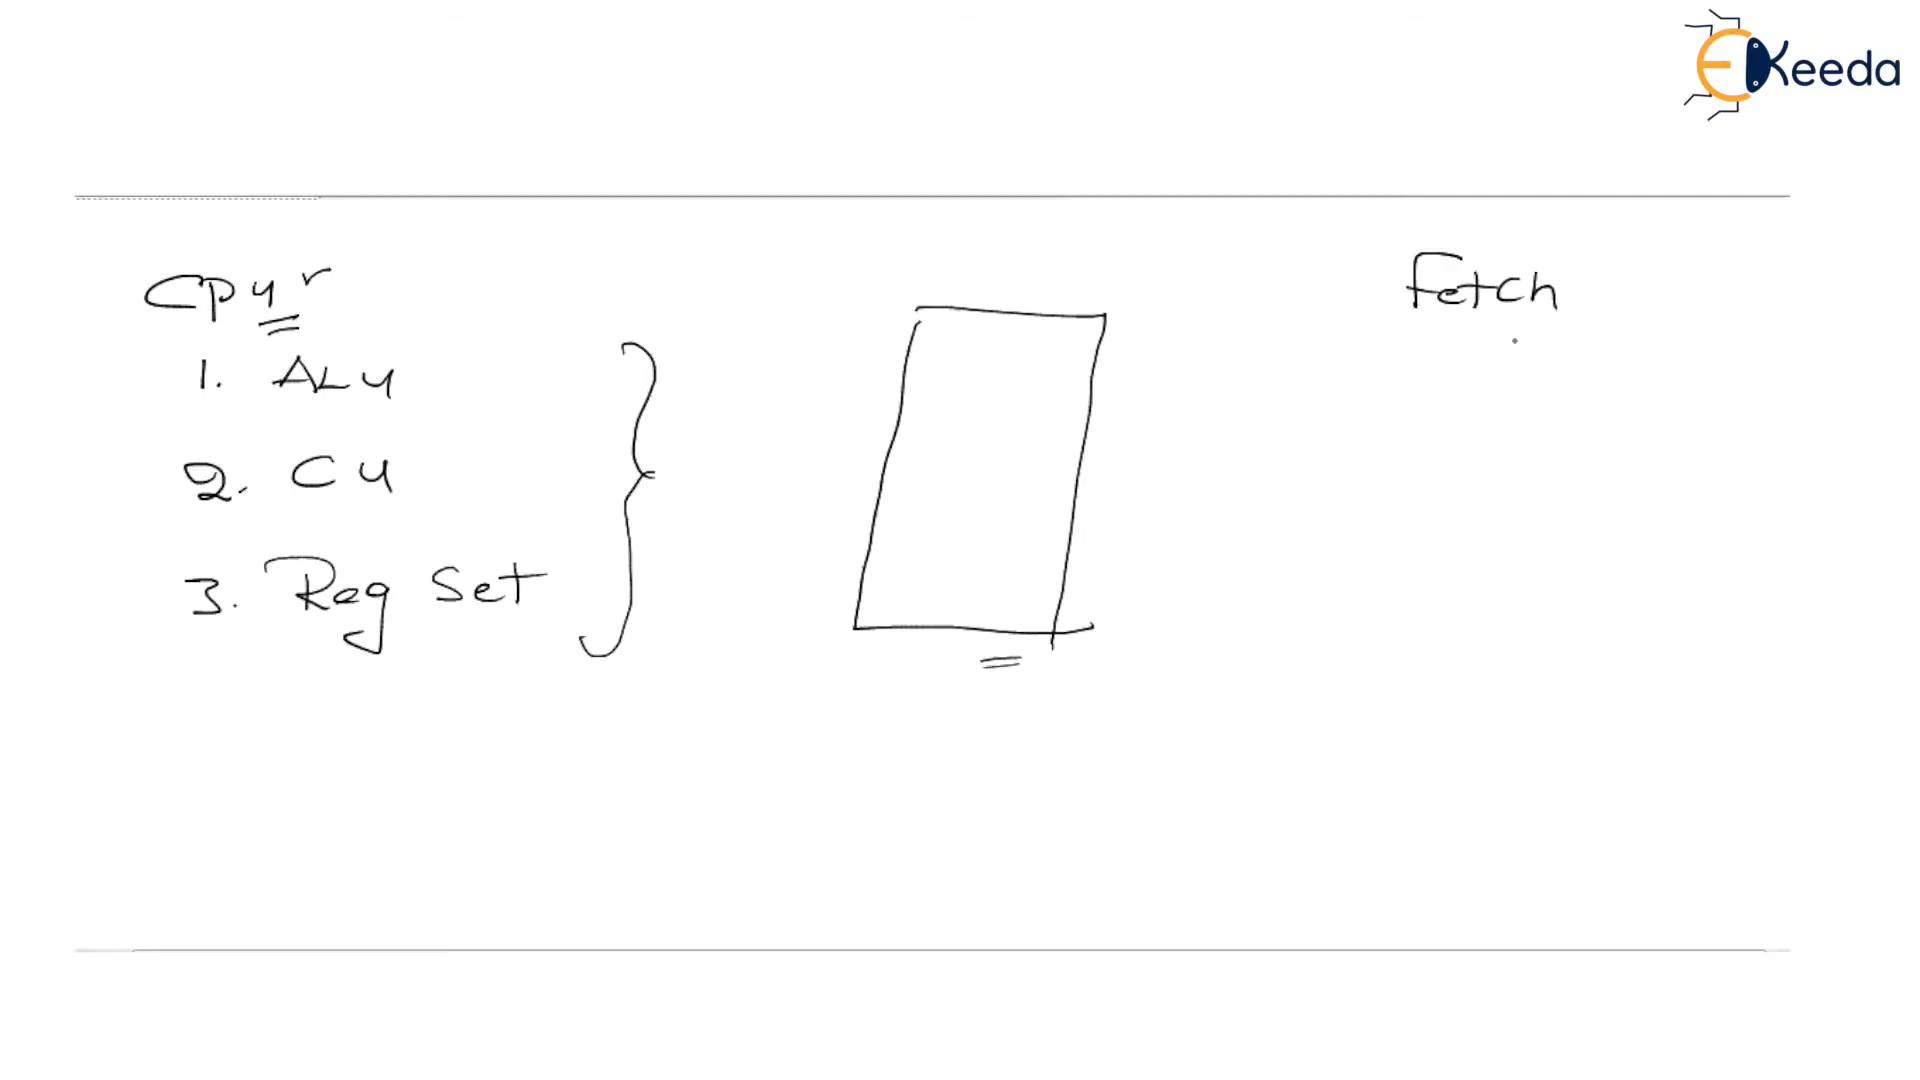 EKeeda
CPU
1. ALU
2. CU
3. Reg Set
Fetch